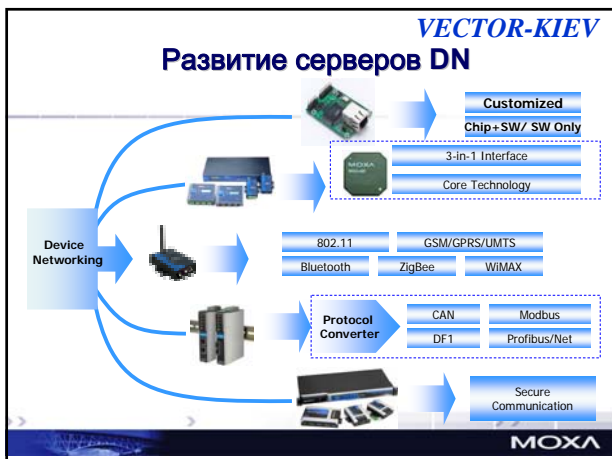 VECTOR-KIEV
Развитие серверов DN
Customized
Chip+SW/ SW Only
3-in-1 Interface
MOXA
Core Technology
Device
Networking
802.11
GSM/GPRS/UMTS
Bluetooth
ZigBee
WiMAX
Protocol
Converter
CAN
Modbus
DF1
Profibus/Net
Secure
Communication
MOXA